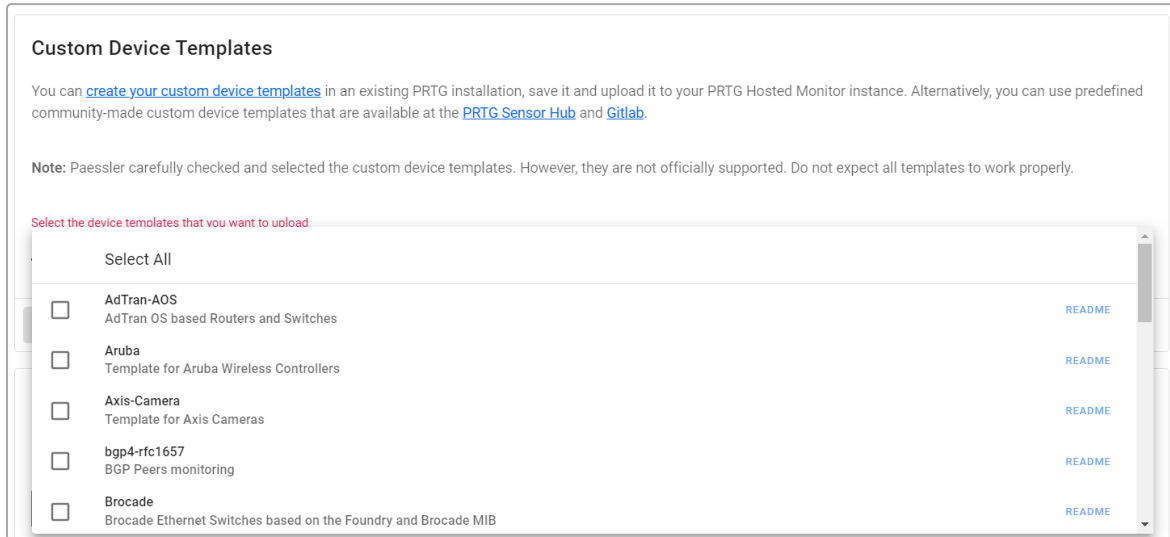 Custom Device Templates
You can create your custom device templates in an existing PRTG installation, save it and upload it to your PRTG Hosted Monitor instance. Alternatively, you can use predefined
community-made custom device templates that are available at the PRTG Sensor Hub and Gitlab.
Note: Paessler carefully checked and selected the custom device templates. However, they are not officially supported. Do not expect all templates to work properly.
Select the device templates that you want to upload
Select All
AdTran-AOS
AdTran OS based Routers and Switches
README
Aruba
Template for Aruba Wireless Controllers
README
Axis-Camera
Template for Axis Cameras
README
bgp4-rfc1657
BGP Peers monitoring
README
Brocade
Brocade Ethernet Switches based on the Foundry and Brocade MIB
README